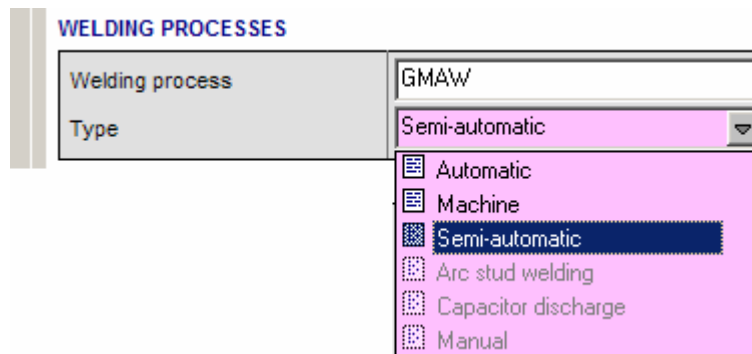 WELDING PROCESSES
Welding process GMAW
Type Semi-automatic
Automatic
Machine
Semi-automatic
Arc stud welding
Capacitor discharge
Manual